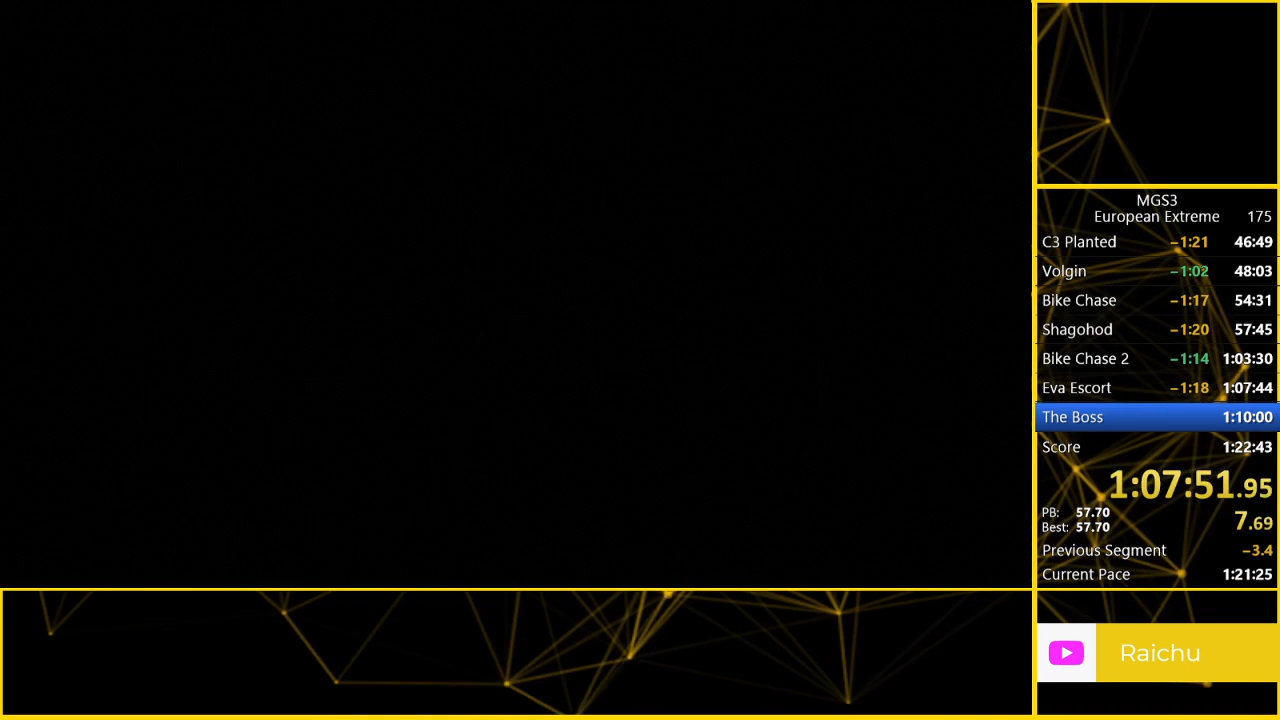 MGS3
European Extreme 175
C3 Planted −1:21 46:49
Volgin −1:02 48:03
Bike Chase −1:17 54:31
Shagohod −1:20 57:45
Bike Chase 2 −1:14 1:03:30
Eva Escort −1:18 1:07:44
The Boss 1:10:00
Score 1:22:43
1:07:51.95
PB: 57.70
Best: 57.70
7.69
Previous Segment −3.4
Current Pace 1:21:25
Raichu